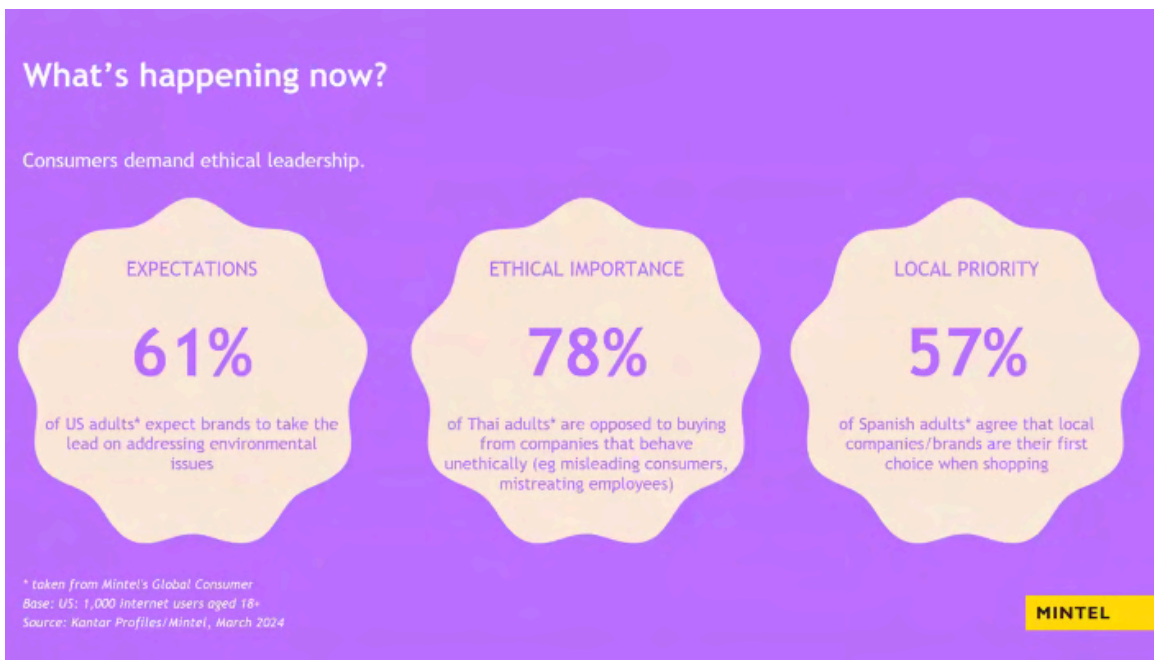 What's happening now?
Consumers demand ethical leadership.
EXPECTATIONS
61%
of US adults* expect brands to take the
lead on addressing environmental
issues
ETHICAL IMPORTANCE
78%
of Thai adults* are opposed to buying
from companies that behave
unethically (eg misleading consumers,
mistreating employees)
LOCAL PRIORITY
57%
of Spanish adults* agree that local
companies/brands are their first
choice when shopping
* taken from Mintel's Global Consumer
Base: US: 1,000 internet users aged 18+
Source: Kantar Profiles/Mintel, March 2024
MINTEL